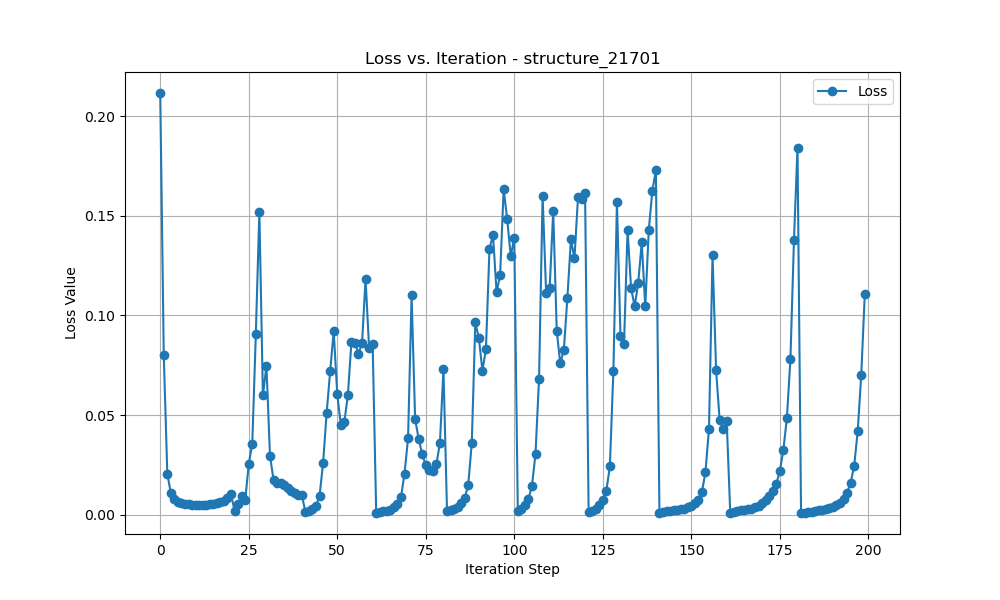 Loss vs. Iteration - structure_21701
Loss
0.20
0.15
0.10
0.05
0.00
Loss Value
0 25 50 75 100 125 150 175 200
Iteration Step